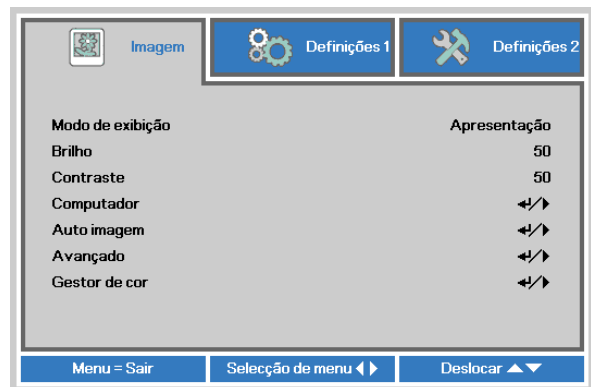 Imagem Definições 1 Definições 2
Modo de exibição Apresentação
Brilho 50
Contraste 50
Computador ↵/▶
Auto imagem ↵/▶
Avançado ↵/▶
Gestor de cor ↵/▶
Menu = Sair Selecção de menu ◀▶ Deslocar ▲▼